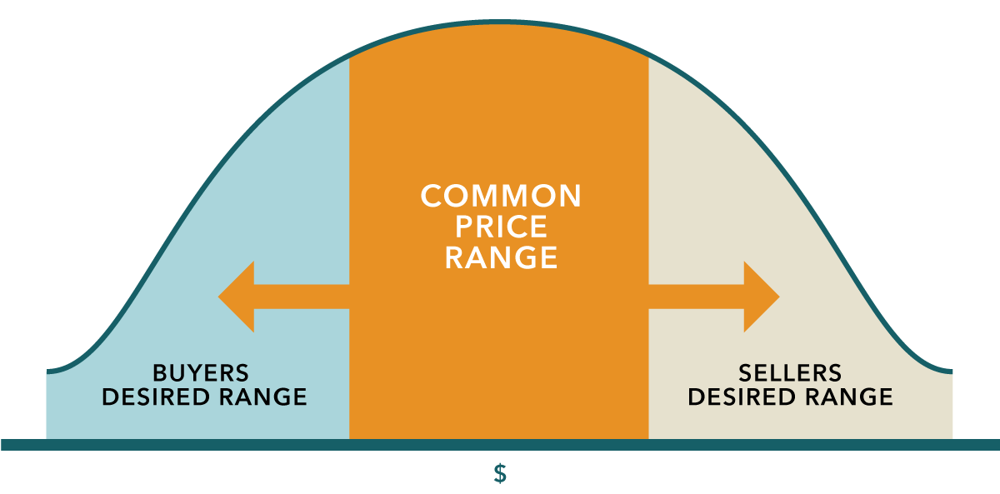 COMMON
PRICE
RANGE
BUYERS
DESIRED RANGE
SELLERS
DESIRED RANGE
$